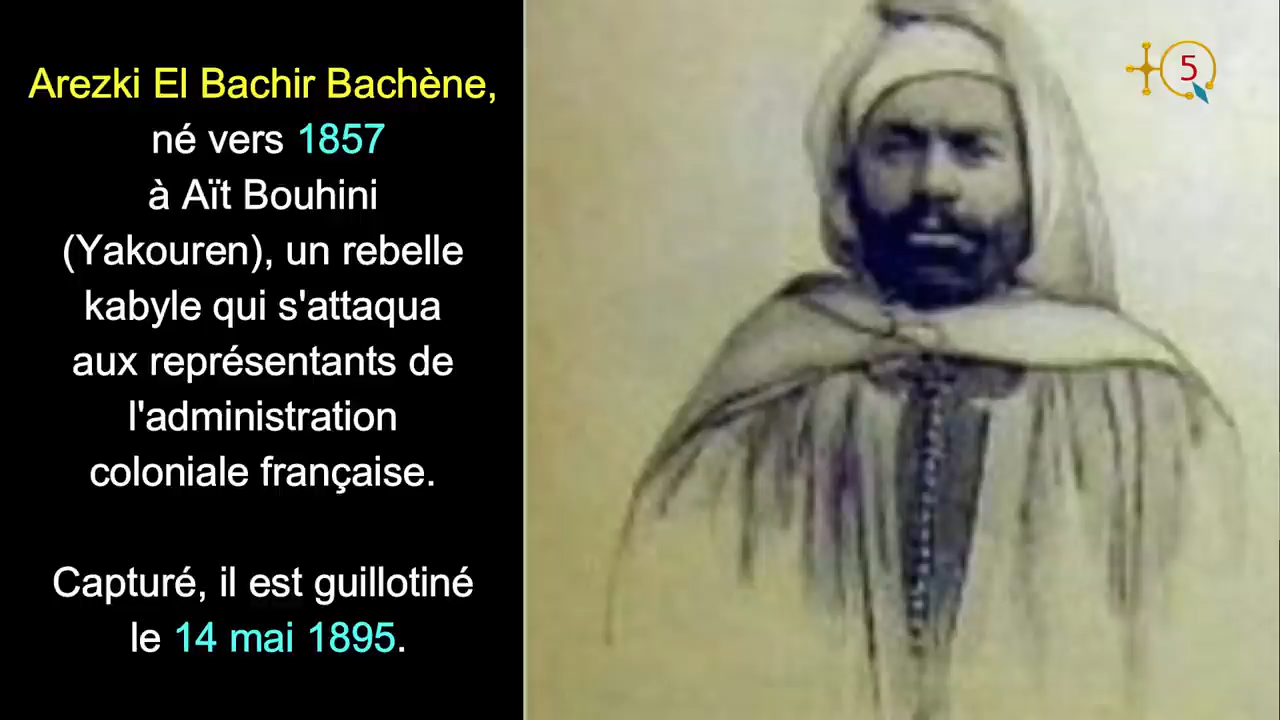 Arezki El Bachir Bachène,
né vers 1857
à Aït Bouhini
(Yakouren), un rebelle
kabyle qui s'attaqua
aux représentants de
l'administration
coloniale française.
Capturé, il est guillotiné
le 14 mai 1895.
5